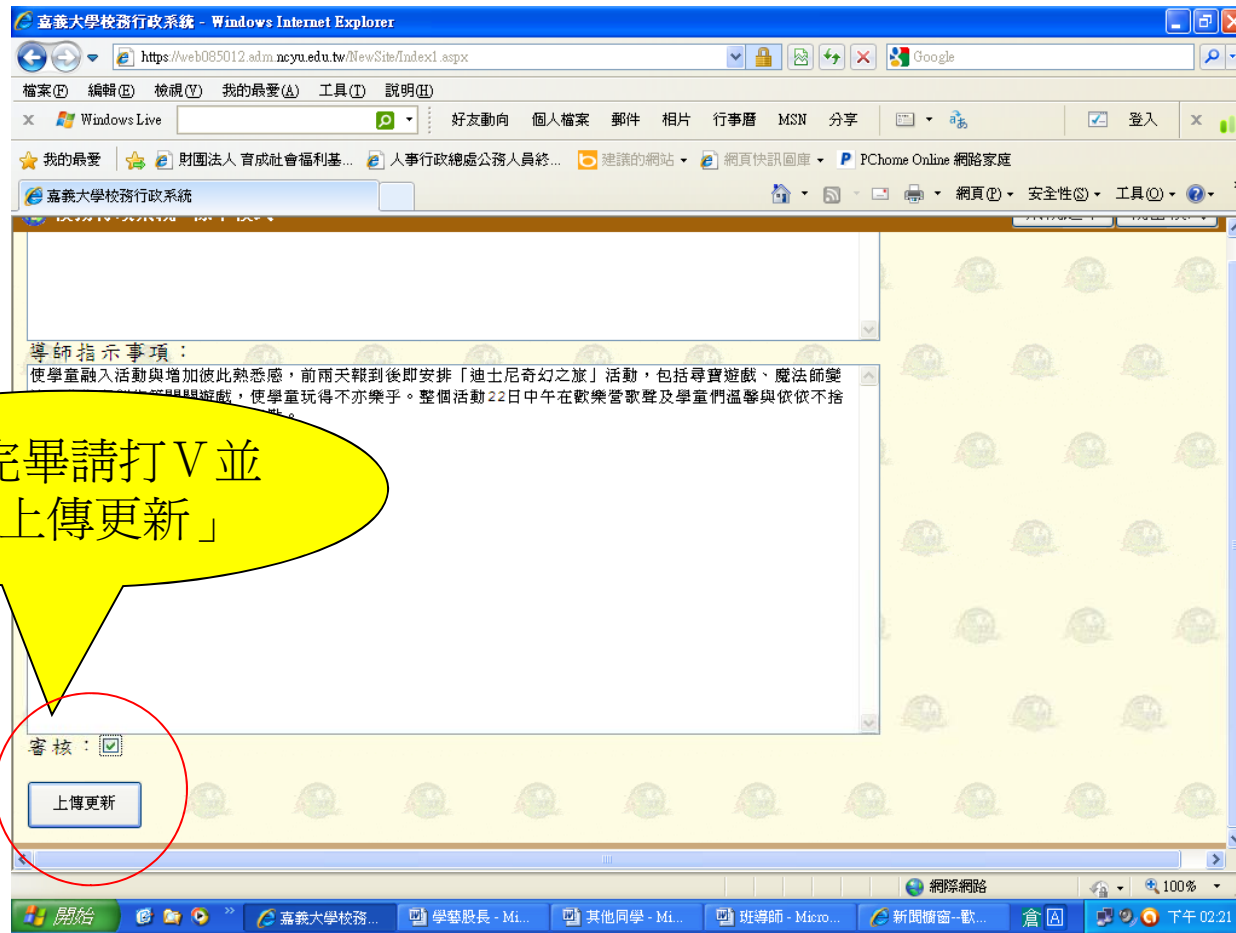 嘉義大學校務行政系統 - Windows Internet Explorer
https://web085012.adm.ncyu.edu.tw/NewSite/Index1.aspx
Google
檔案(F) 編輯(E) 檢視(V) 我的最愛(A) 工具(T) 說明(H)
x Windows Live 好友動向 個人檔案 郵件 相片 行事曆 MSN 分享 登入 x
我的最愛 財團法人 育成社會福利基... 人事行政總處公務人員終... 建議的網站 網頁快訊圖庫 PChome Online 網路家庭
嘉義大學校務行政系統 網頁(P) 安全性(S) 工具(O)
導師指示事項：
使學童融入活動與增加彼此熟悉感，前兩天報到後即安排「迪士尼奇幻之旅」活動，包括尋寶遊戲、魔法師變
闖關遊戲，使學童玩得不亦樂乎。整個活動22日中午在歡樂營歌聲及學童們溫馨與依依不捨
完畢請打Ｖ並
上傳更新」
審核：
上傳更新
網際網路 100%
開始 嘉義大學校務... 學藝股長 - Mi... 其他同學 - Mi... 班導師 - Micro... 新聞櫥窗--歡... 倉 A 下午 02:21